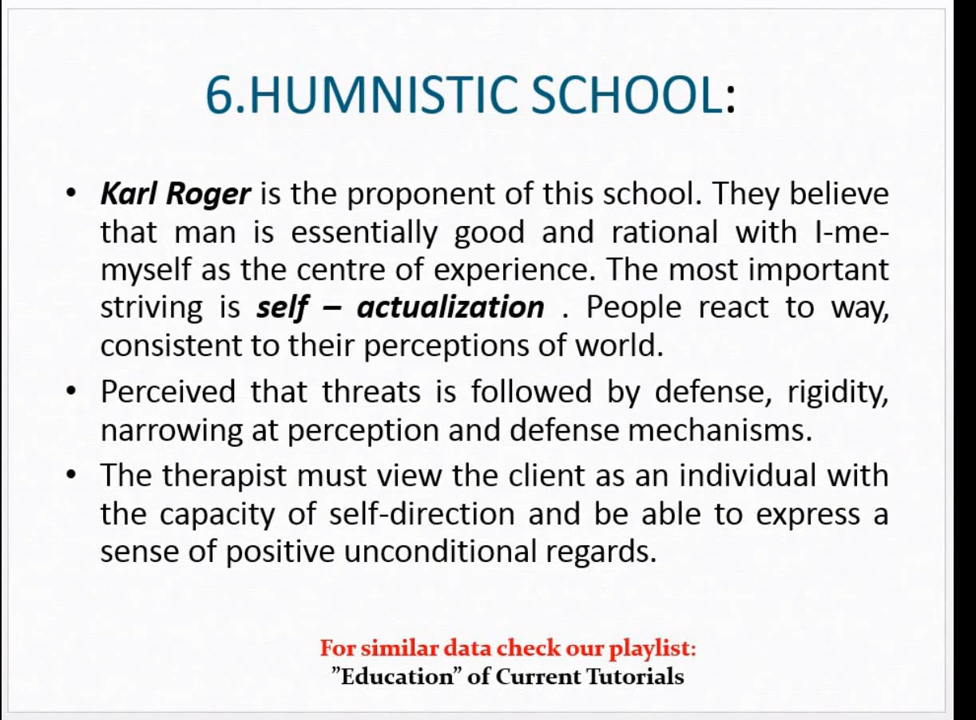 6.HUMNISTIC SCHOOL:
• Karl Roger is the proponent of this school. They believe
that man is essentially good and rational with I-me-
myself as the centre of experience. The most important
striving is self – actualization . People react to way,
consistent to their perceptions of world.
• Perceived that threats is followed by defense, rigidity,
narrowing at perception and defense mechanisms.
• The therapist must view the client as an individual with
the capacity of self-direction and be able to express a
sense of positive unconditional regards.
For similar data check our playlist:
”Education” of Current Tutorials